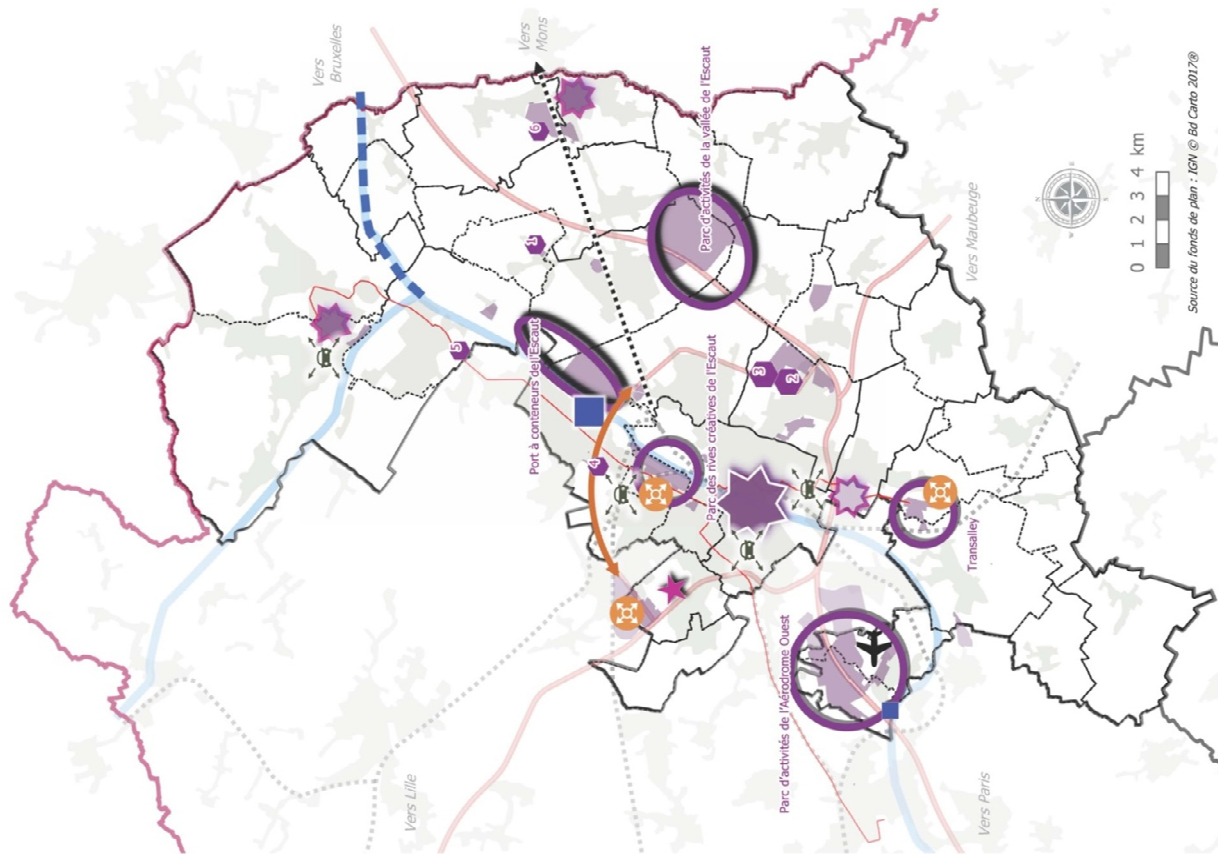 Vers
Bruxelles
Vers
Mons
6
1
Port à conteneurs de l'Escaut
5
Parc d'activités de la vallée de l'Escaut
4
3
2
Parc des rives créatives de l'Escaut
Vers Maubeuge
Vers Lille
Parc d'activités de l'Aérodrome Ouest
Transalley
Vers Paris
0 1 2 3 4 km
Source du fonds de plan : IGN © Bd Carto 2017®